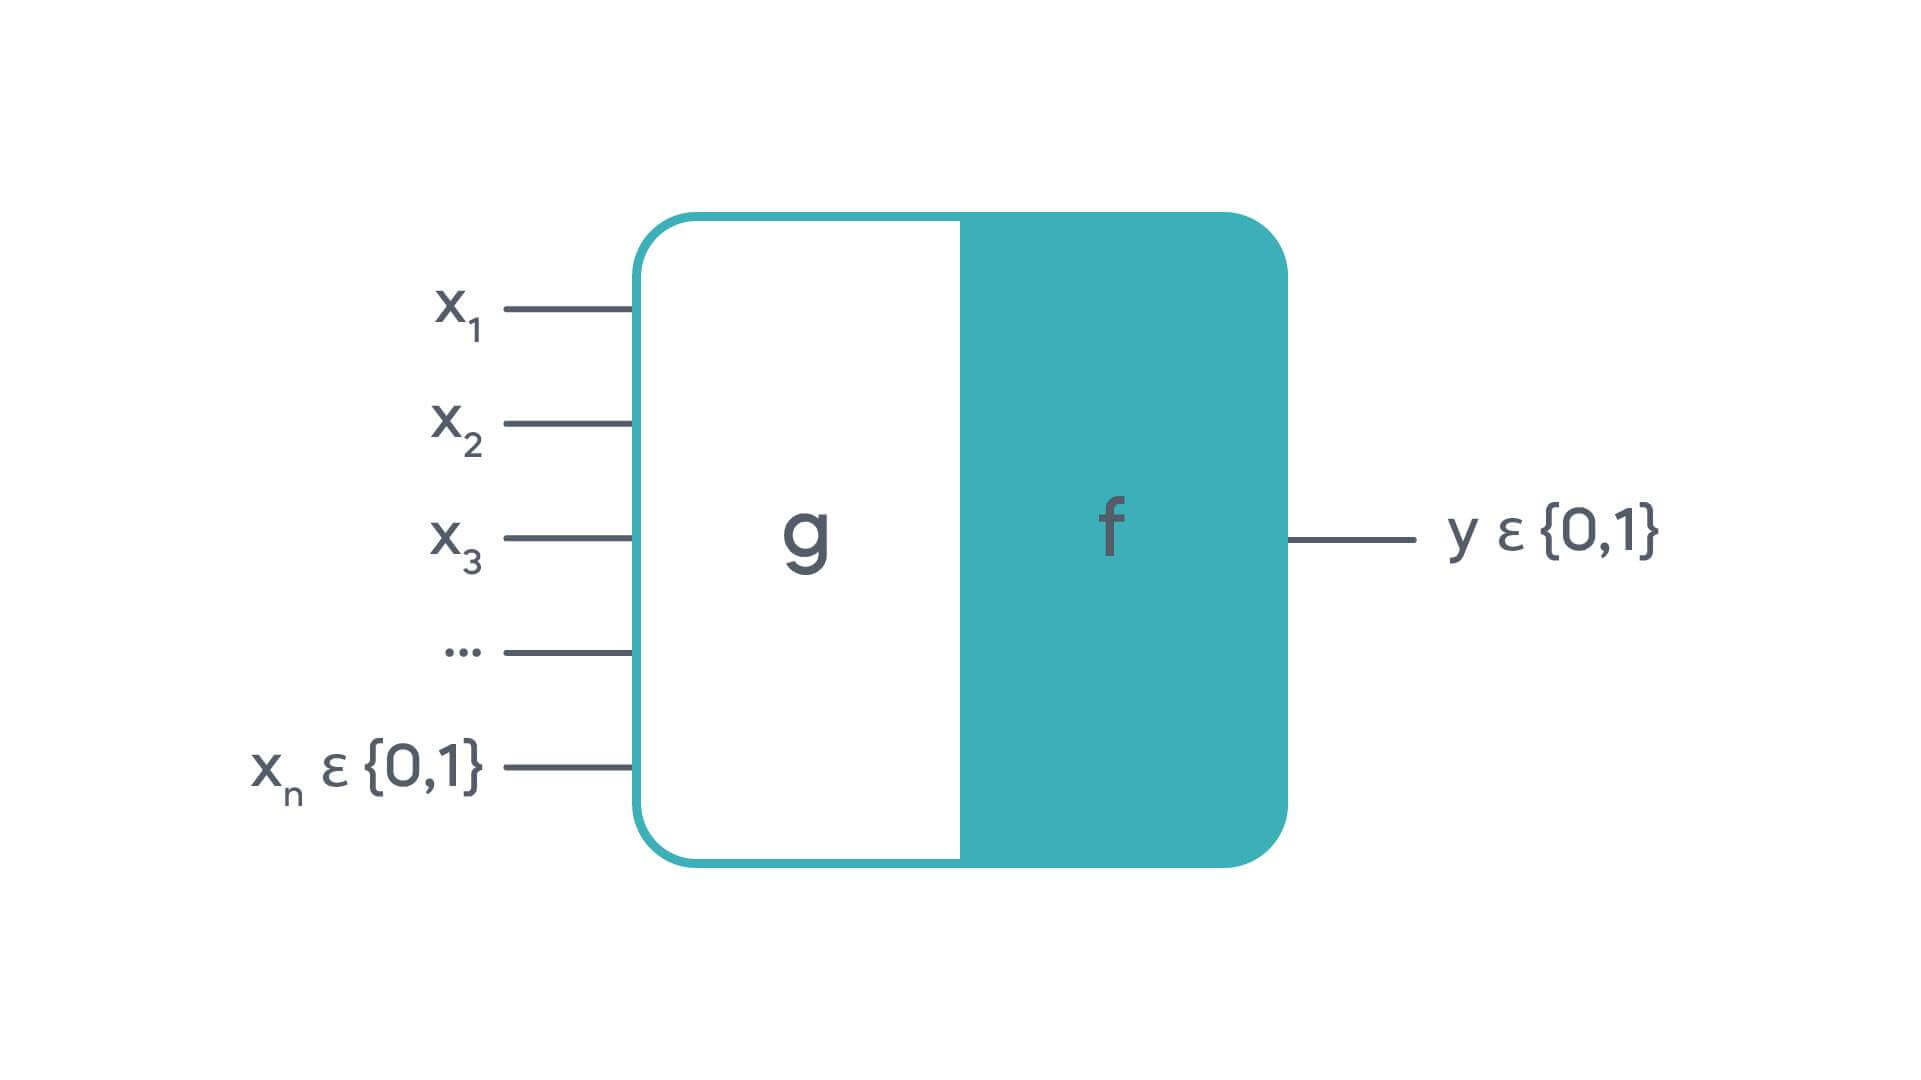 x₁
x₂
x₃
g f
y ε {0,1}
...
xₙ ε {0,1}